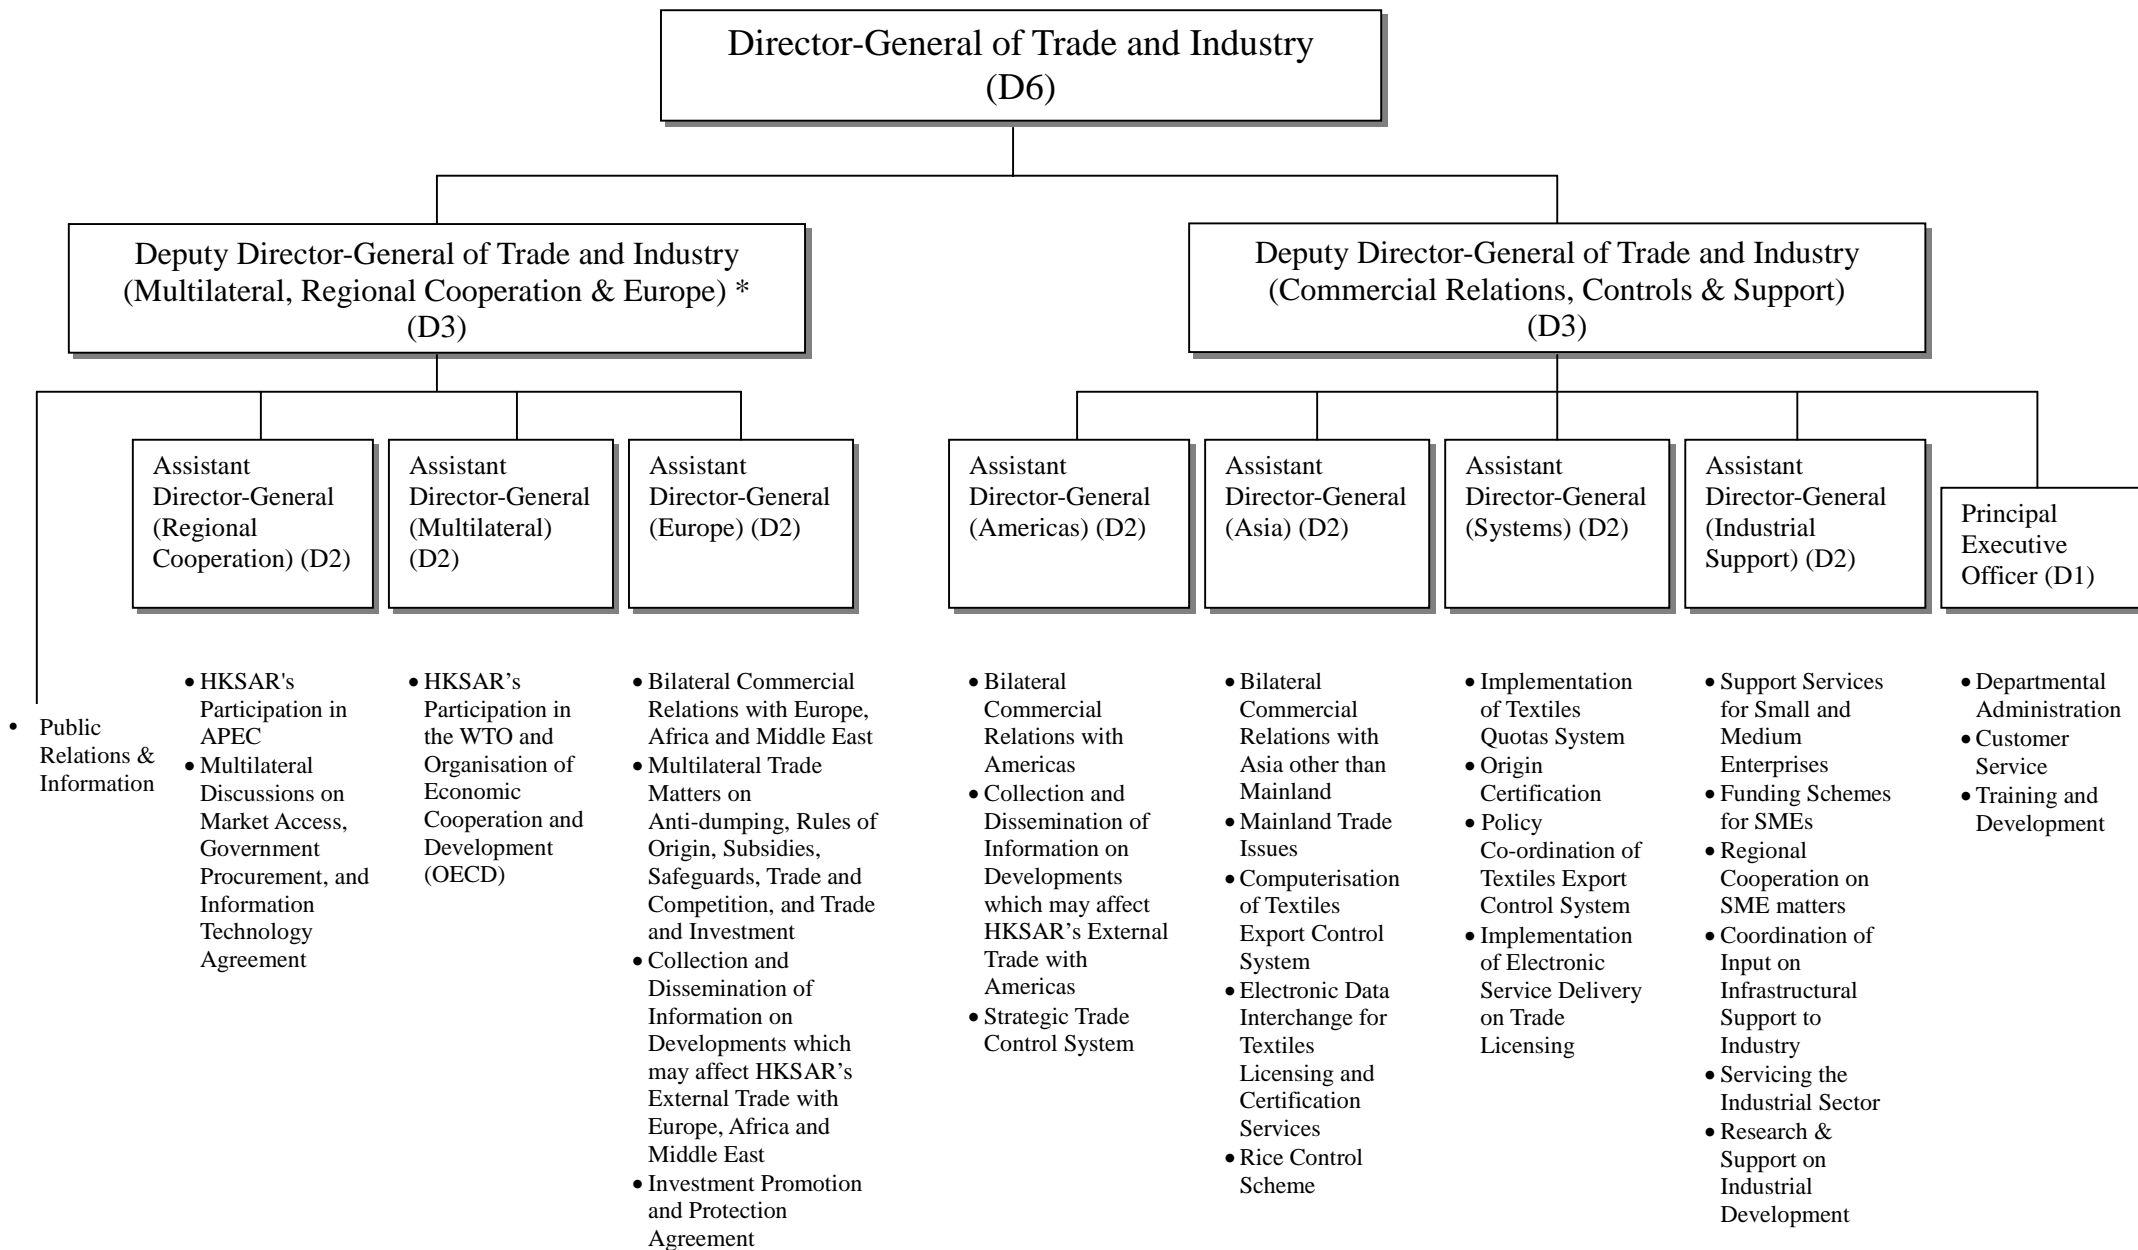 Director-General of Trade and Industry
(D6)
Deputy Director-General of Trade and Industry
(Multilateral, Regional Cooperation & Europe) *
(D3)
Deputy Director-General of Trade and Industry
(Commercial Relations, Controls & Support)
(D3)
Assistant
Director-General
(Regional
Cooperation) (D2)
Assistant
Director-General
(Multilateral)
(D2)
Assistant
Director-General
(Europe) (D2)
Assistant
Director-General
(Americas) (D2)
Assistant
Director-General
(Asia) (D2)
Assistant
Director-General
(Systems) (D2)
Assistant
Director-General
(Industrial
Support) (D2)
Principal
Executive
Officer (D1)
• Public
Relations &
Information
• HKSAR's
Participation in
APEC
• Multilateral
Discussions on
Market Access,
Government
Procurement, and
Information
Technology
Agreement
• HKSAR’s
Participation in
the WTO and
Organisation of
Economic
Cooperation and
Development
(OECD)
• Bilateral Commercial
Relations with Europe,
Africa and Middle East
• Multilateral Trade
Matters on
Anti-dumping, Rules of
Origin, Subsidies,
Safeguards, Trade and
Competition, and Trade
and Investment
• Collection and
Dissemination of
Information on
Developments which
may affect HKSAR’s
External Trade with
Europe, Africa and
Middle East
• Investment Promotion
and Protection
Agreement
• Bilateral
Commercial
Relations with
Americas
• Collection and
Dissemination of
Information on
Developments
which may affect
HKSAR’s External
Trade with
Americas
• Strategic Trade
Control System
• Bilateral
Commercial
Relations with
Asia other than
Mainland
• Mainland Trade
Issues
• Computerisation
of Textiles
Export Control
System
• Electronic Data
Interchange for
Textiles
Licensing and
Certification
Services
• Rice Control
Scheme
• Implementation
of Textiles
Quotas System
• Origin
Certification
• Policy
Co-ordination of
Textiles Export
Control System
• Implementation
of Electronic
Service Delivery
on Trade
Licensing
• Support Services
for Small and
Medium
Enterprises
• Funding Schemes
for SMEs
• Regional
Cooperation on
SME matters
• Coordination of
Input on
Infrastructural
Support to
Industry
• Servicing the
Industrial Sector
• Research &
Support on
Industrial
Development
• Departmental
Administration
• Customer
Service
• Training and
Development